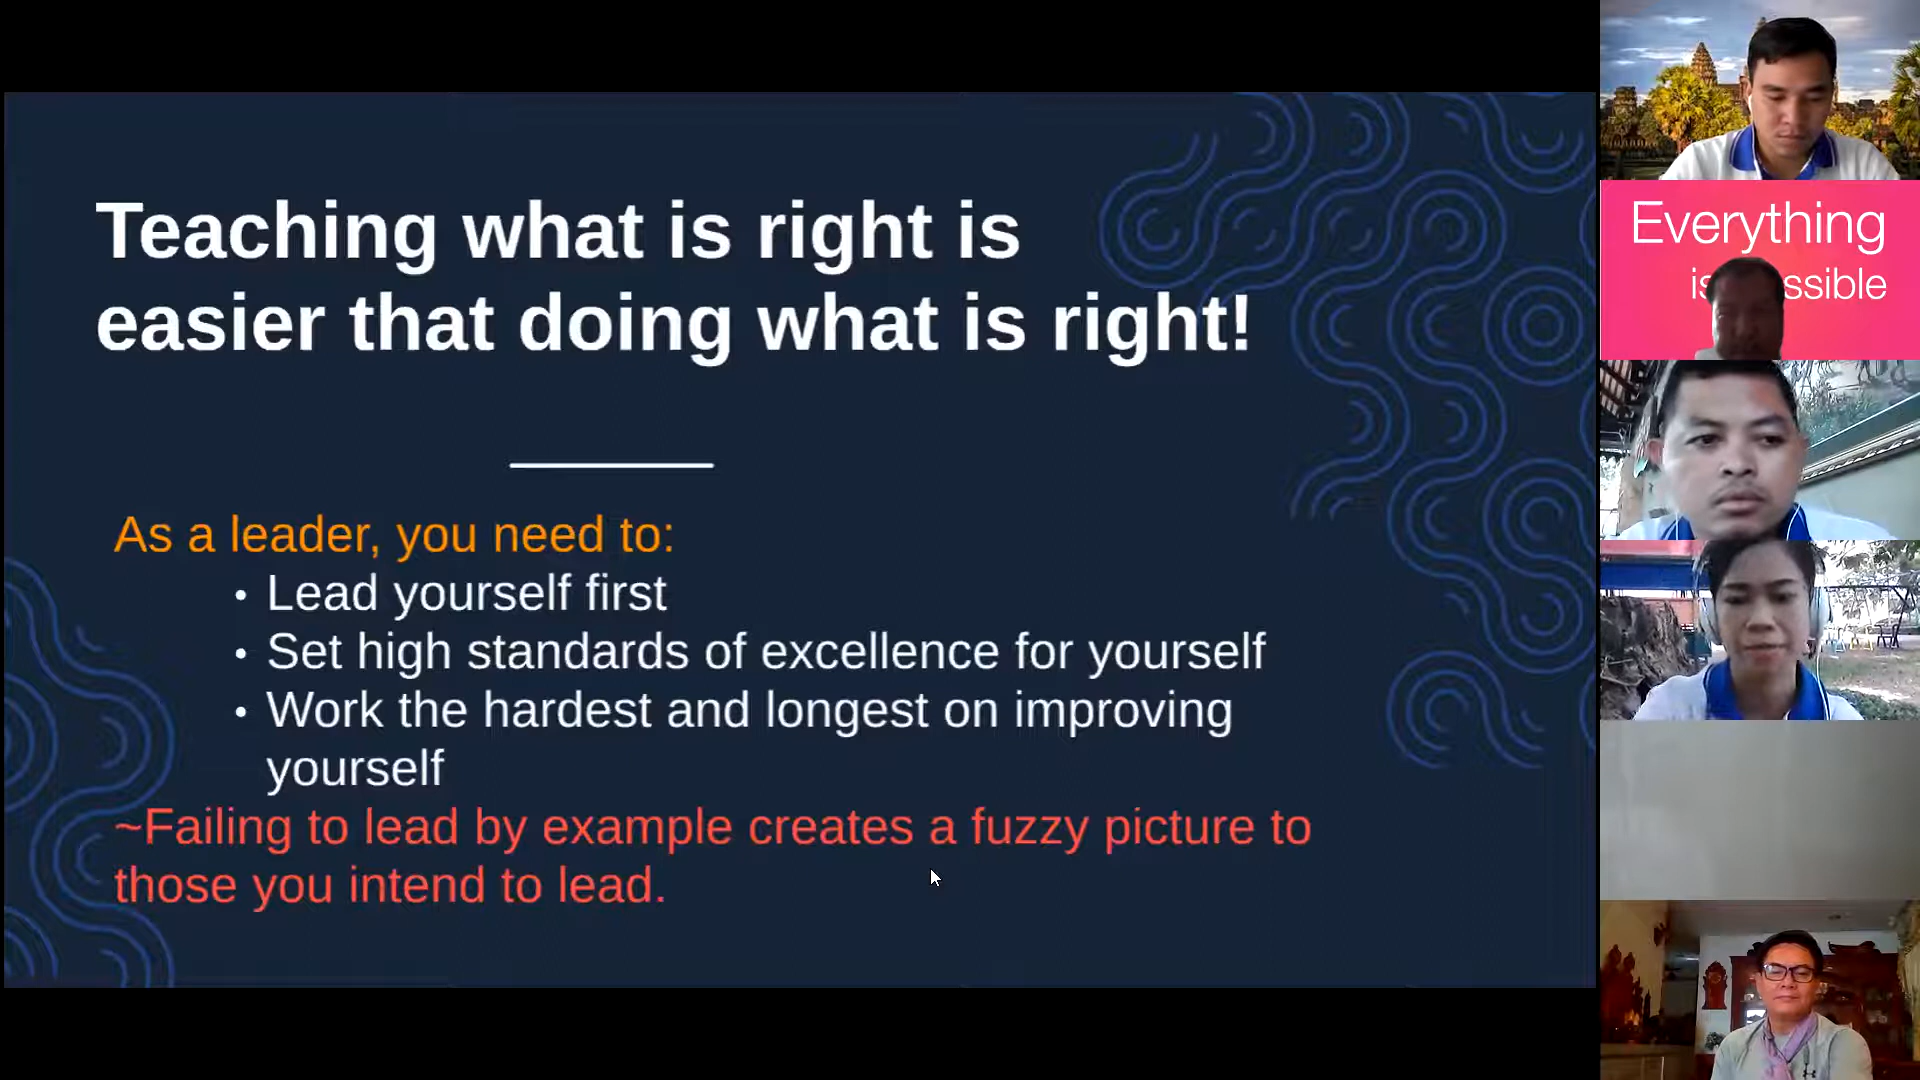 Teaching what is right is
easier that doing what is right!
As a leader, you need to:
• Lead yourself first
• Set high standards of excellence for yourself
• Work the hardest and longest on improving
yourself
~Failing to lead by example creates a fuzzy picture to
those you intend to lead.
Everything
is ssible